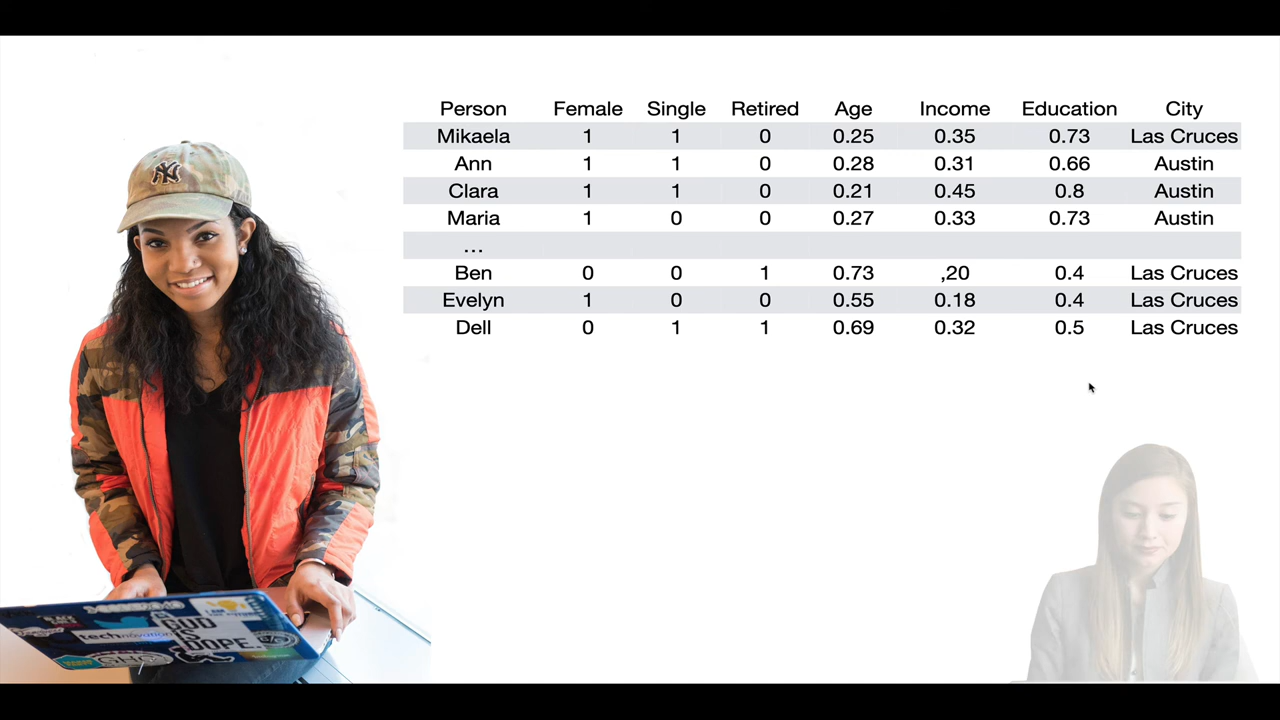 Person Female Single Retired Age Income Education City
Mikaela 1 1 0 0.25 0.35 0.73 Las Cruces
Ann 1 1 0 0.28 0.31 0.66 Austin
Clara 1 1 0 0.21 0.45 0.8 Austin
Maria 1 0 0 0.27 0.33 0.73 Austin
…
Ben 0 0 1 0.73 ,20 0.4 Las Cruces
Evelyn 1 0 0 0.55 0.18 0.4 Las Cruces
Dell 0 1 1 0.69 0.32 0.5 Las Cruces
NY
technovation
GOD
IS
DOPE.